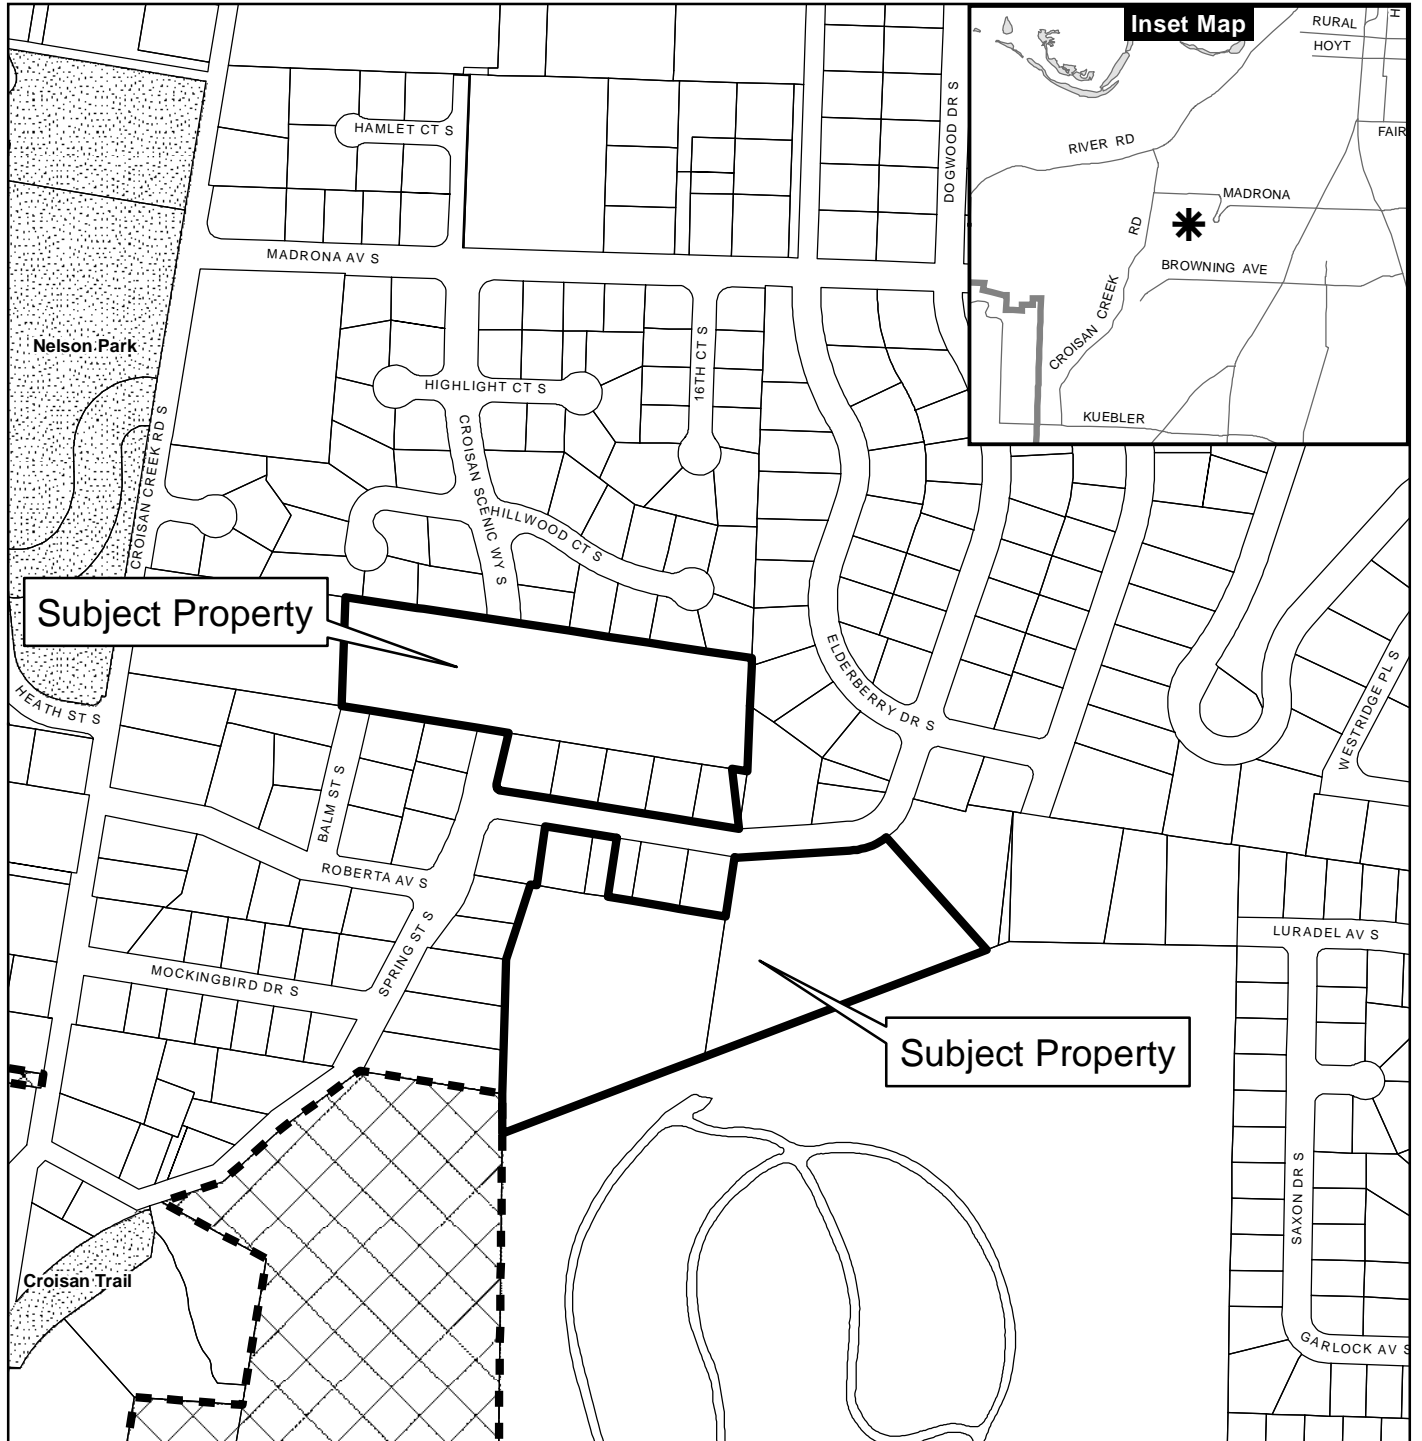 Inset Map
RURAL
HOYT
H
FAIR
RIVER RD
MADRONA
RD
BROWNING AVE
CROISAN CREEK
KUEBLER
HAMLET CT S
DOGWOOD DR S
MADRONA AV S
Nelson Park
HIGHLIGHT CT S
16TH CT S
CROISAN CREEK RD S
CROISAN SCENIC WY S
HILLWOOD CT S
Subject Property
ELDERBERRY DR S
HEATH ST S
WESTRIDGE PL S
BALM ST S
ROBERTA AV S
SPRING ST S
MOCKINGBIRD DR S
LURADEL AV S
Subject Property
SAXON DR S
Croisan Trail
GARLOCK AV S